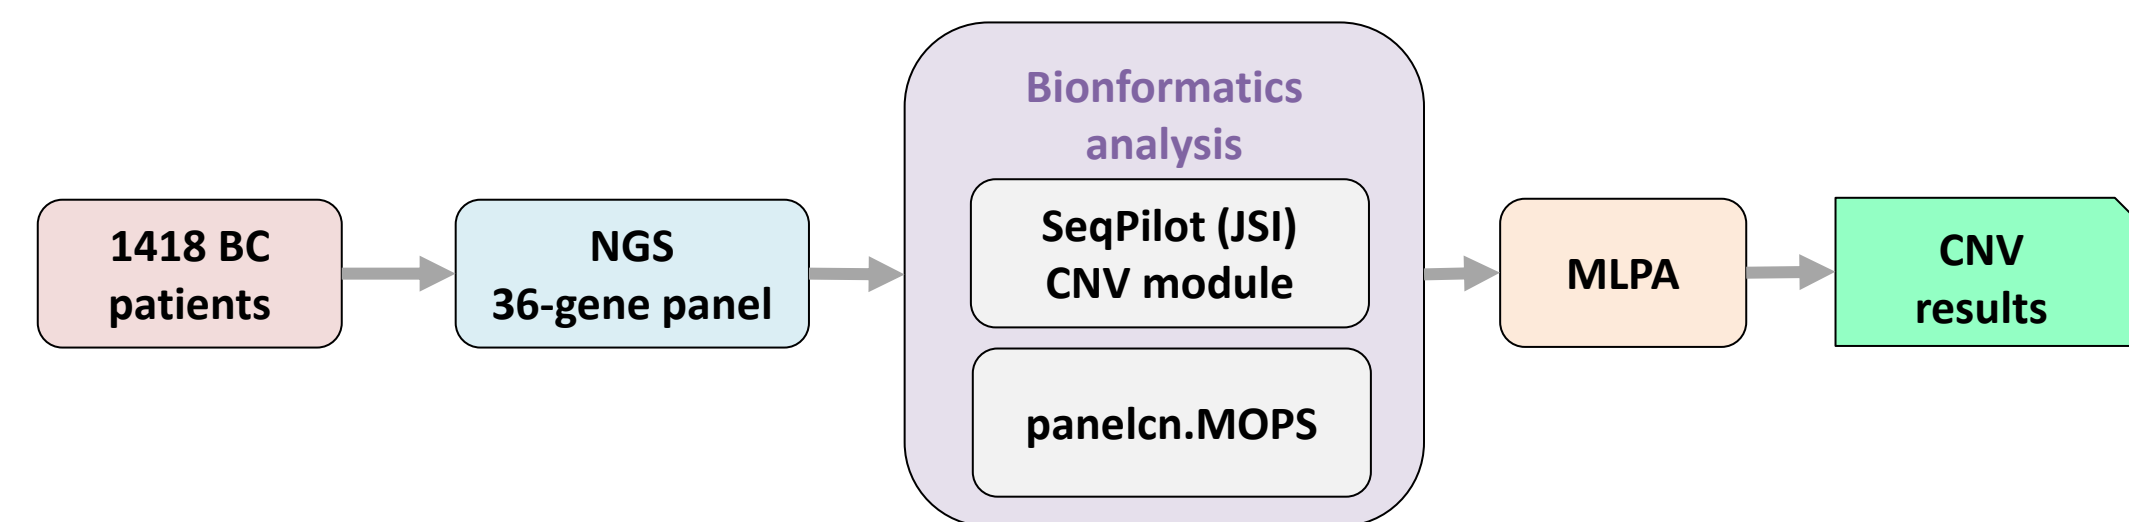 1418 BC
patients
NGS
36-gene panel
Bionformatics
analysis
SeqPilot (JSI)
CNV module
panelcn.MOPS
MLPA
CNV
results